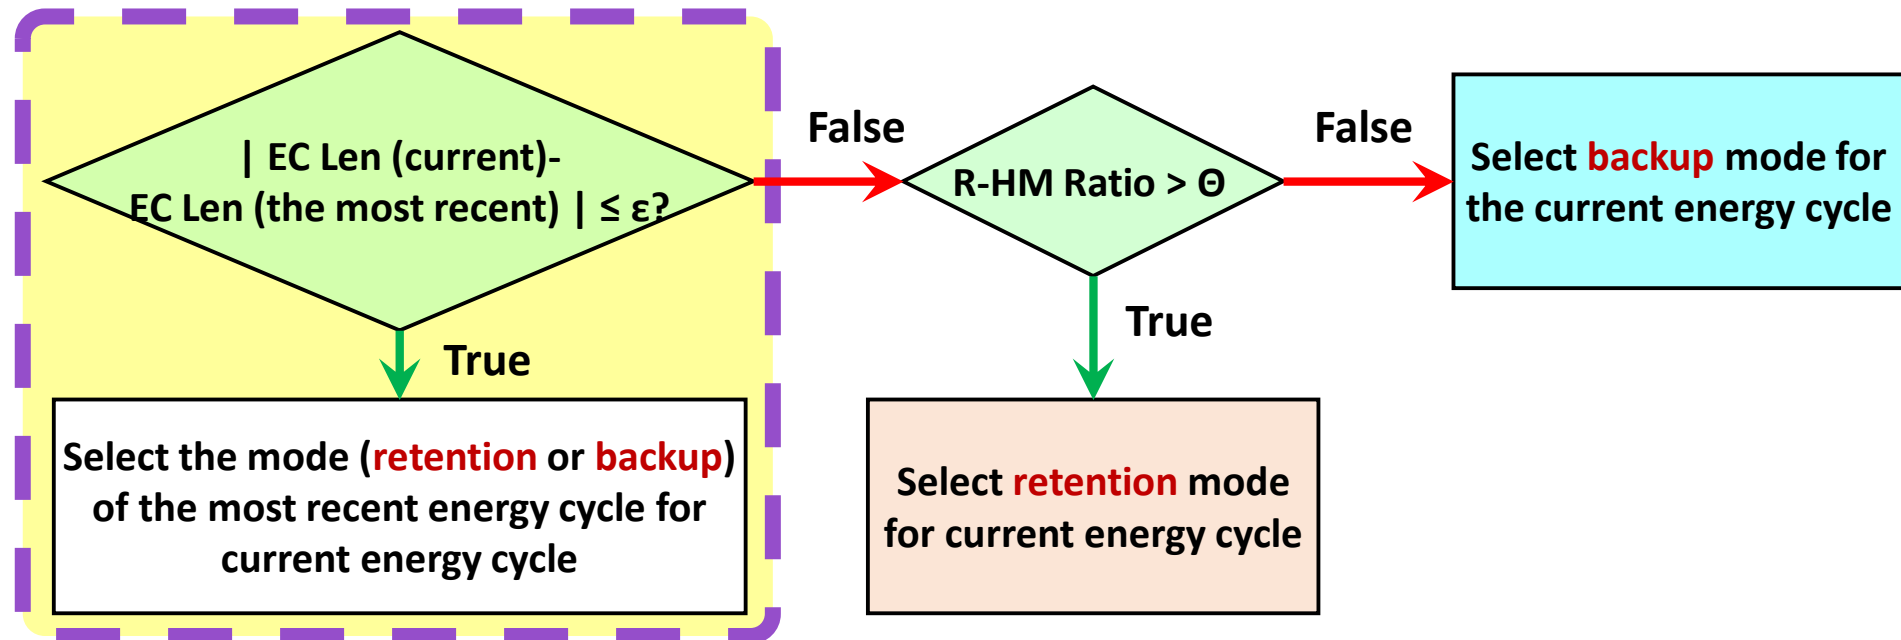 | EC Len (current)-
EC Len (the most recent) | ≤ ε?
True
Select the mode (retention or backup)
of the most recent energy cycle for
current energy cycle
False
R-HM Ratio > Θ
True
Select retention mode
for current energy cycle
False
Select backup mode for
the current energy cycle